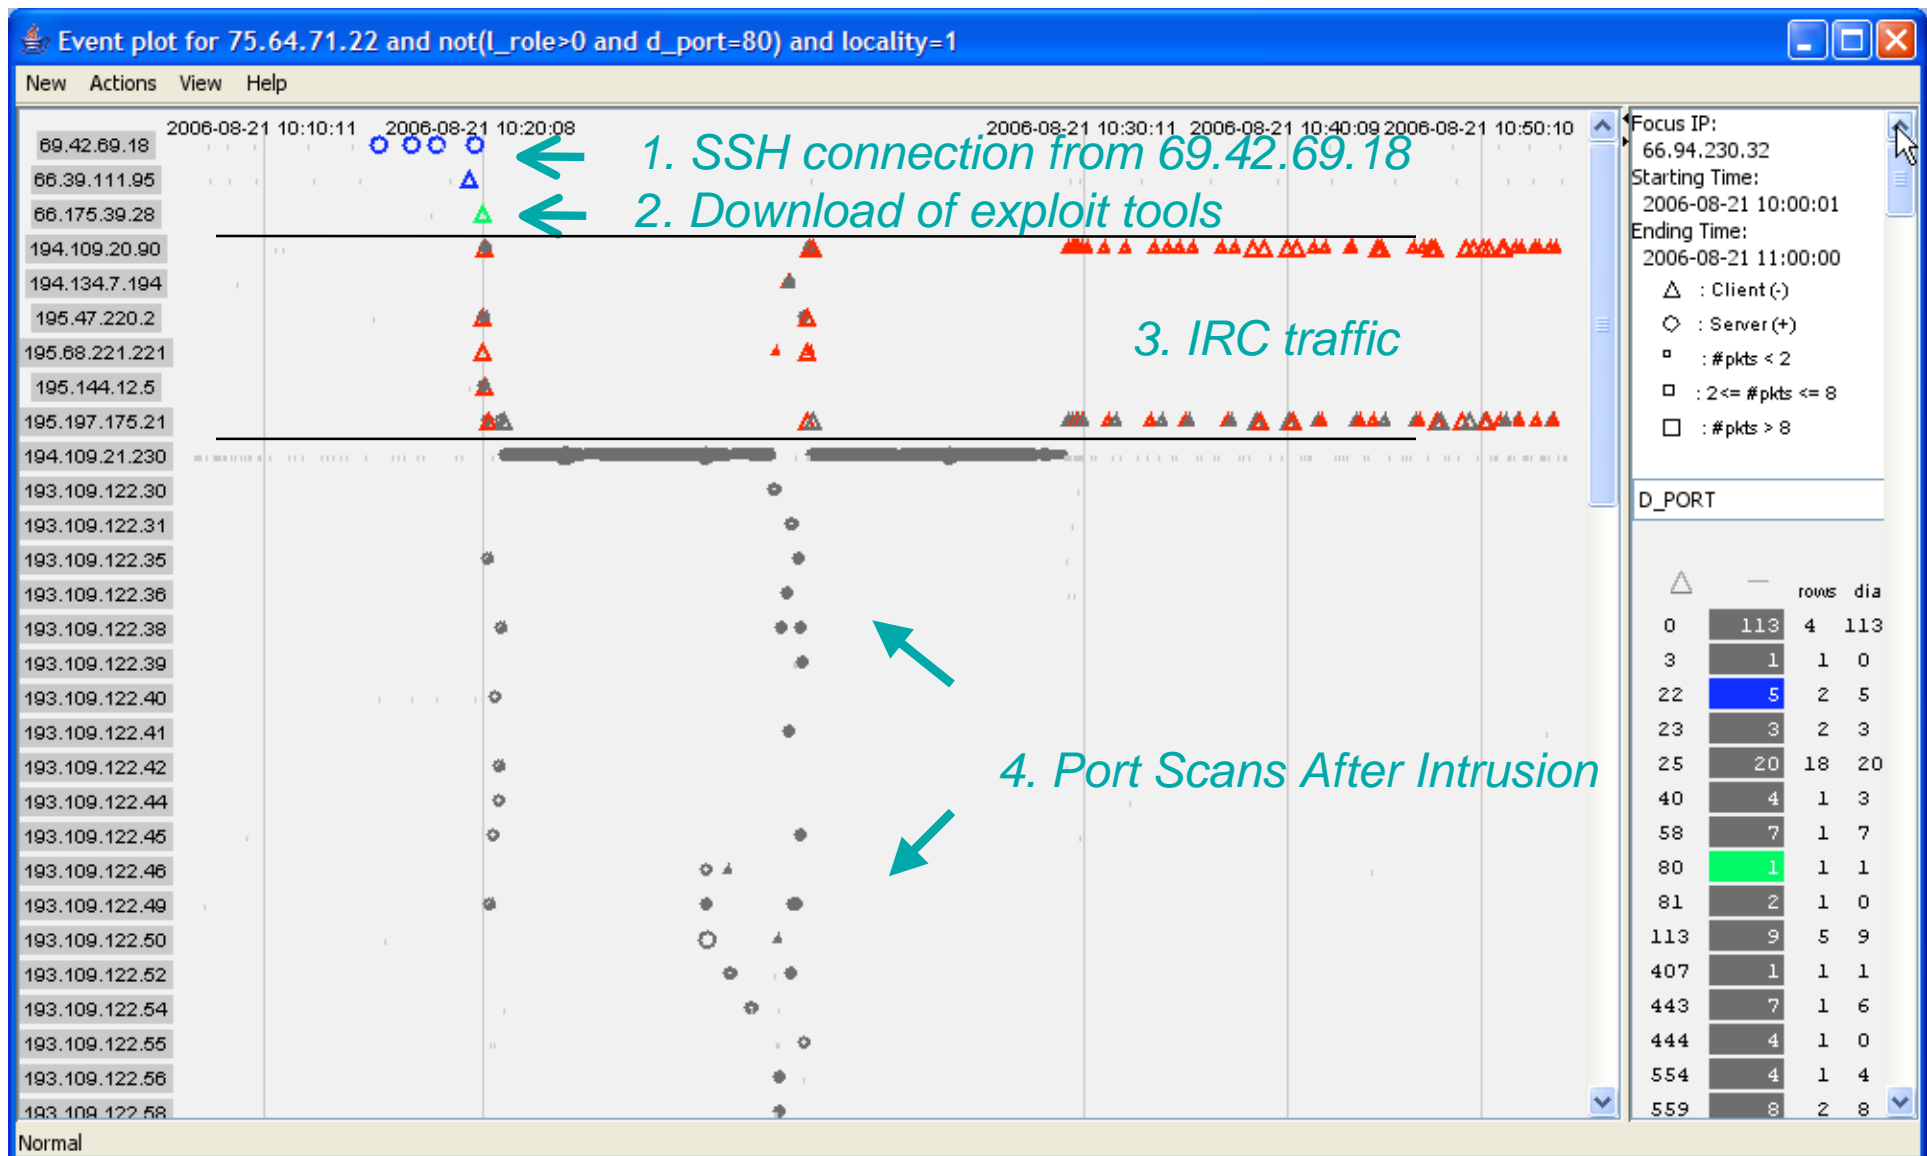 Event plot for 75.64.71.22 and not(l_role>0 and d_port=80) and locality=1
New Actions View Help
2006-08-21 10:10:11 2006-08-21 10:20:08 2006-08-21 10:30:11 2006-08-21 10:40:09 2006-08-21 10:50:10
69.42.69.18
1. SSH connection from 69.42.69.18
66.39.111.95
66.175.39.28
2. Download of exploit tools
194.109.20.90
194.134.7.194
195.47.220.2
3. IRC traffic
195.68.221.221
195.144.12.5
195.197.175.21
194.109.21.230
193.109.122.30
193.109.122.31
193.109.122.35
193.109.122.36
193.109.122.38
193.109.122.39
193.109.122.40
193.109.122.41
193.109.122.42
4. Port Scans After Intrusion
193.109.122.44
193.109.122.45
193.109.122.46
193.109.122.49
193.109.122.50
193.109.122.52
193.109.122.54
193.109.122.55
193.109.122.56
193.109.122.58
Focus IP:
66.94.230.32
Starting Time:
2006-08-21 10:00:01
Ending Time:
2006-08-21 11:00:00
: Client (-)
: Server (+)
: #pkts < 2
: 2<= #pkts <= 8
: #pkts > 8
D_PORT
rows dia
0 113 4 113
3 1 1 0
22 5 2 5
23 3 2 3
25 20 18 20
40 4 1 3
58 7 1 7
80 1 1 1
81 2 1 0
113 9 5 9
407 1 1 1
443 7 1 6
444 4 1 0
554 4 1 4
559 8 2 8
Normal